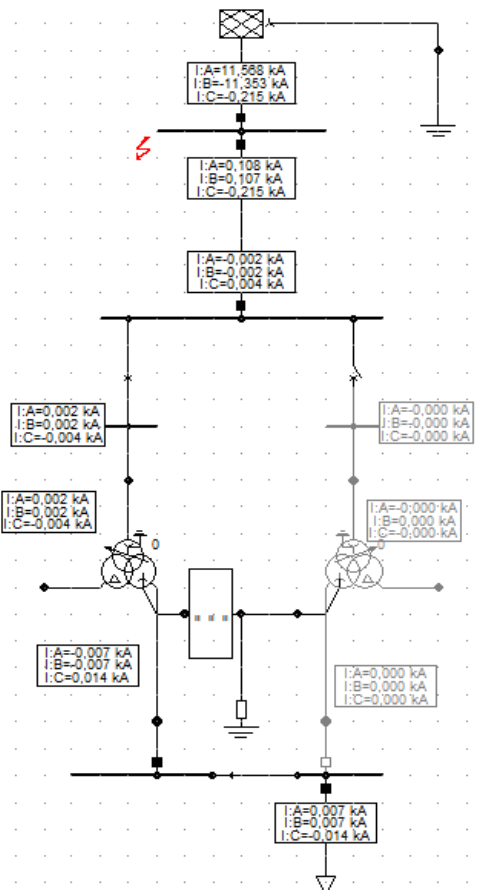 I:A=11,568 kA
I:B=-11,353 kA
I:C=-0,215 kA
I:A=0,108 kA
I:B=0,107 kA
I:C=-0,215 kA
I:A=-0,002 kA
I:B=-0,002 kA
I:C=0,004 kA
I:A=0,002 kA
I:B=0,002 kA
I:C=-0,004 kA
I:A=-0,000 kA
I:B=-0,000 kA
I:C=-0,000 kA
I:A=0,002 kA
I:B=0,002 kA
I:C=-0,004 kA
I:A=-0,000 kA
I:B=0,000 kA
I:C=-0,000 kA
0
0
I:A=-0,007 kA
I:B=-0,007 kA
I:C=0,014 kA
I:A=0,000 kA
I:B=0,000 kA
I:C=0,000 kA
I:A=0,007 kA
I:B=0,007 kA
I:C=-0,014 kA